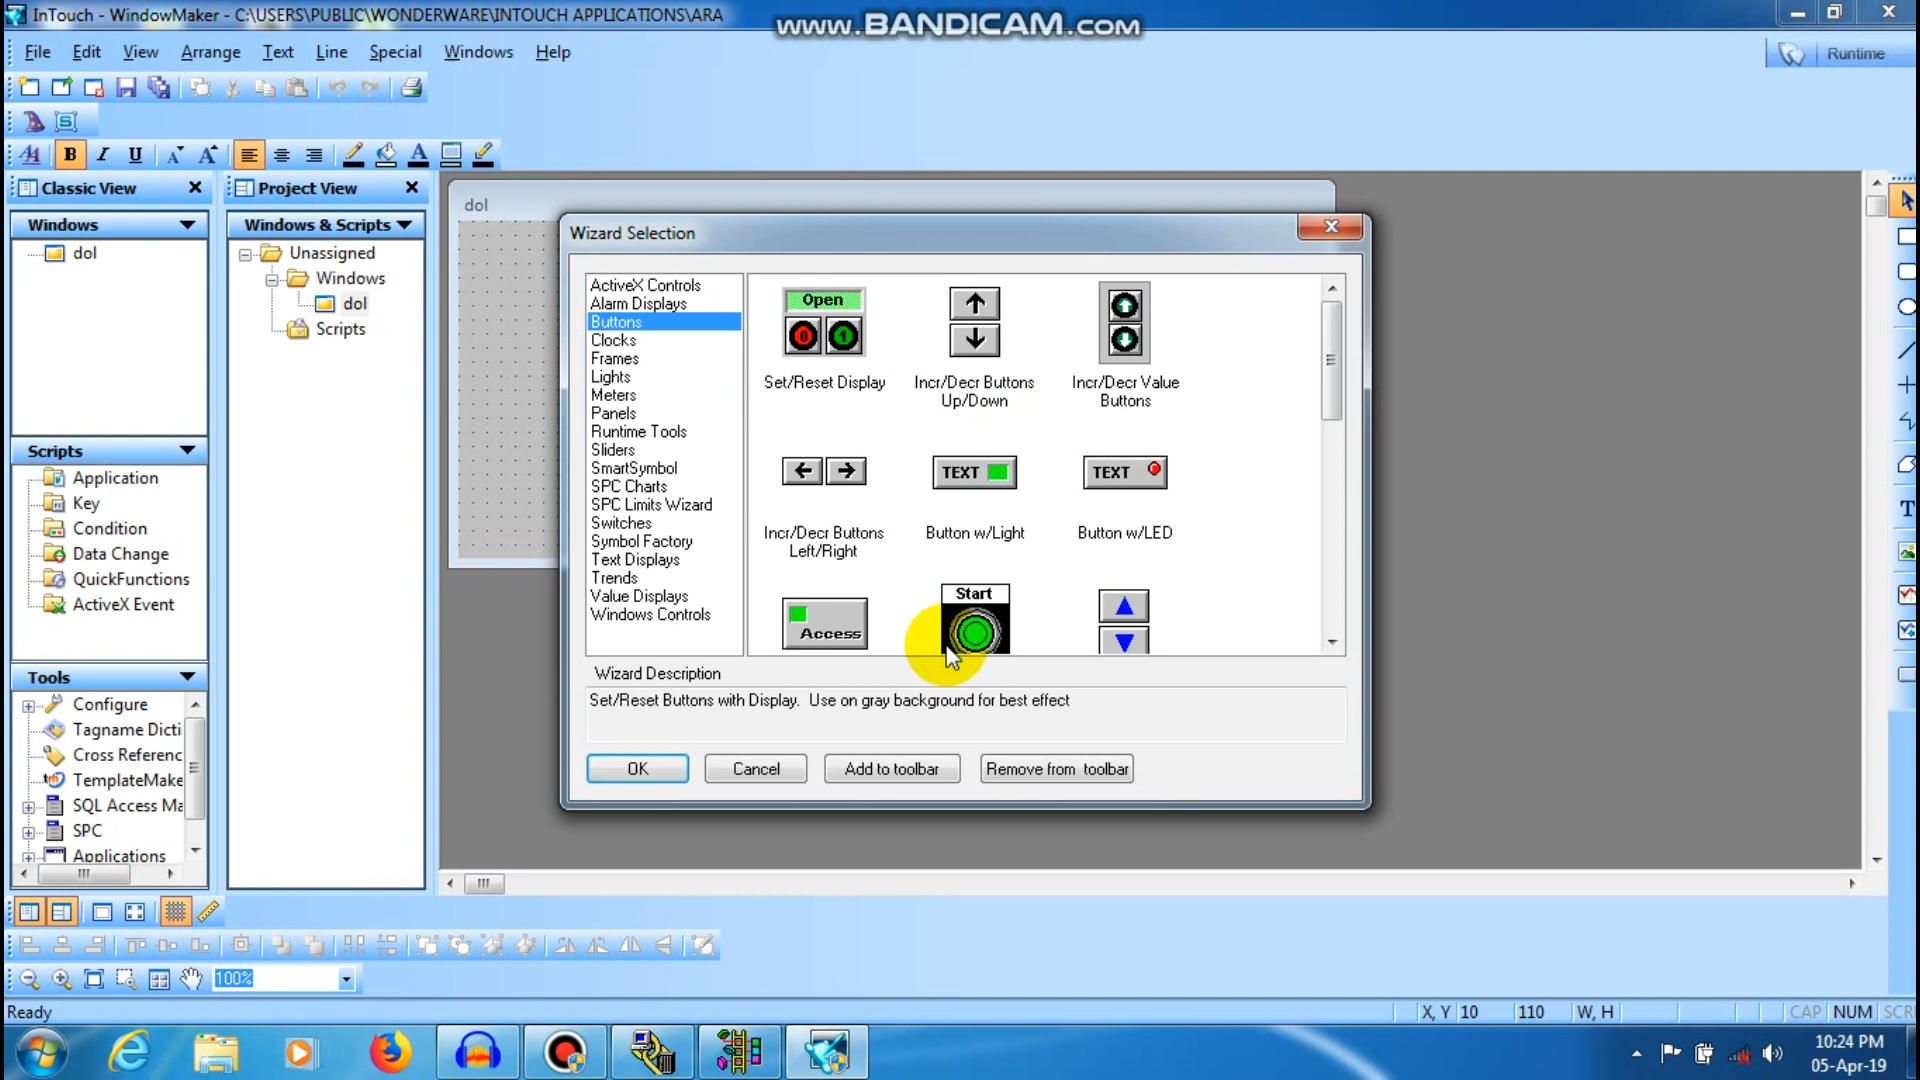 InTouch - WindowMaker - C:\USERS\PUBLIC\WONDERWARE\INTOUCH APPLICATIONS\ARA
www.BANDICAM.com
File Edit View Arrange Text Line Special Windows Help
Runtime
B I U
Classic View
Project View
Windows
Windows & Scripts
dol
Unassigned
Windows
dol
Scripts
dol
Scripts
Application
Key
Condition
Data Change
QuickFunctions
ActiveX Event
Tools
Configure
Tagname Dicti
Cross Referenc
TemplateMake
SQL Access Ma
SPC
Applications
Wizard Selection
ActiveX Controls
Alarm Displays
Buttons
Clocks
Frames
Lights
Meters
Panels
Runtime Tools
Sliders
SmartSymbol
SPC Charts
SPC Limits Wizard
Switches
Symbol Factory
Text Displays
Trends
Value Displays
Windows Controls
Open
0 1
Set/Reset Display
Incr/Decr Buttons
Up/Down
Incr/Decr Value
Buttons
TEXT
TEXT
Incr/Decr Buttons
Left/Right
Button w/Light
Button w/LED
Access
Start
Wizard Description
Set/Reset Buttons with Display. Use on gray background for best effect
OK
Cancel
Add to toolbar
Remove from toolbar
T
100%
Ready
X, Y 10 110 W, H CAP NUM SCR
10:24 PM
05-Apr-19